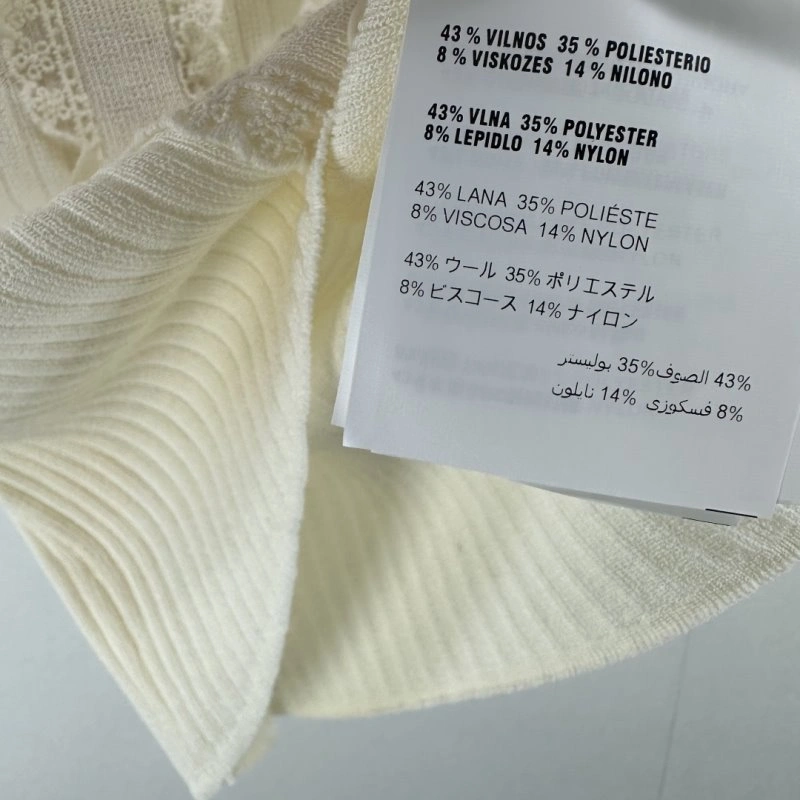 43 % VILNOS 35 % POLIESTERIO
8 % VISKOZES 14 % NILONO
43% VLNA 35% POLYESTER
8% LEPIDLO 14% NYLON
43% LANA 35% POLIÉSTE
8% VISCOSA 14% NYLON
43% ウール 35% ポリエステル
8% ビスコース 14% ナイロン
43% الصوف 35% بوليستر
8% فسكوزى 14% نايلون